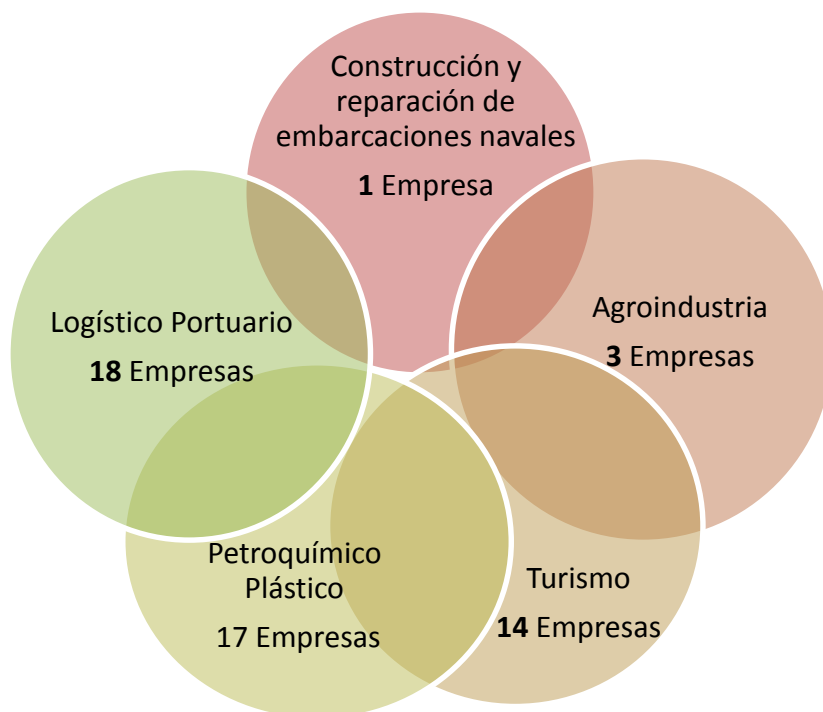 Construcción y
reparación de
embarcaciones navales
1 Empresa
Agroindustria
3 Empresas
Logístico Portuario
18 Empresas
Petroquímico
Plástico
17 Empresas
Turismo
14 Empresas